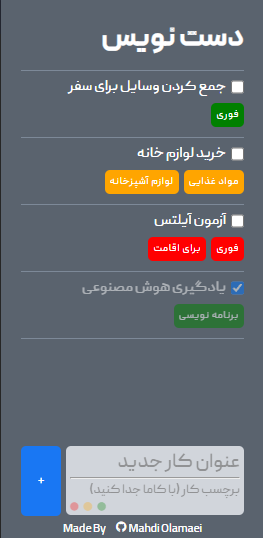 دست نویس
جمع کردن وسایل برای سفر
فوری
خرید لوازم خانه
مواد غذایی لوازم آشپزخانه
آزمون آیلتس
فوری برای اقامت
یادگیری هوش مصنوعی
برنامه نویسی
عنوان کار جدید
برچسب کار (با کاما جدا کنید)
+
Made By Mahdi Olamaei